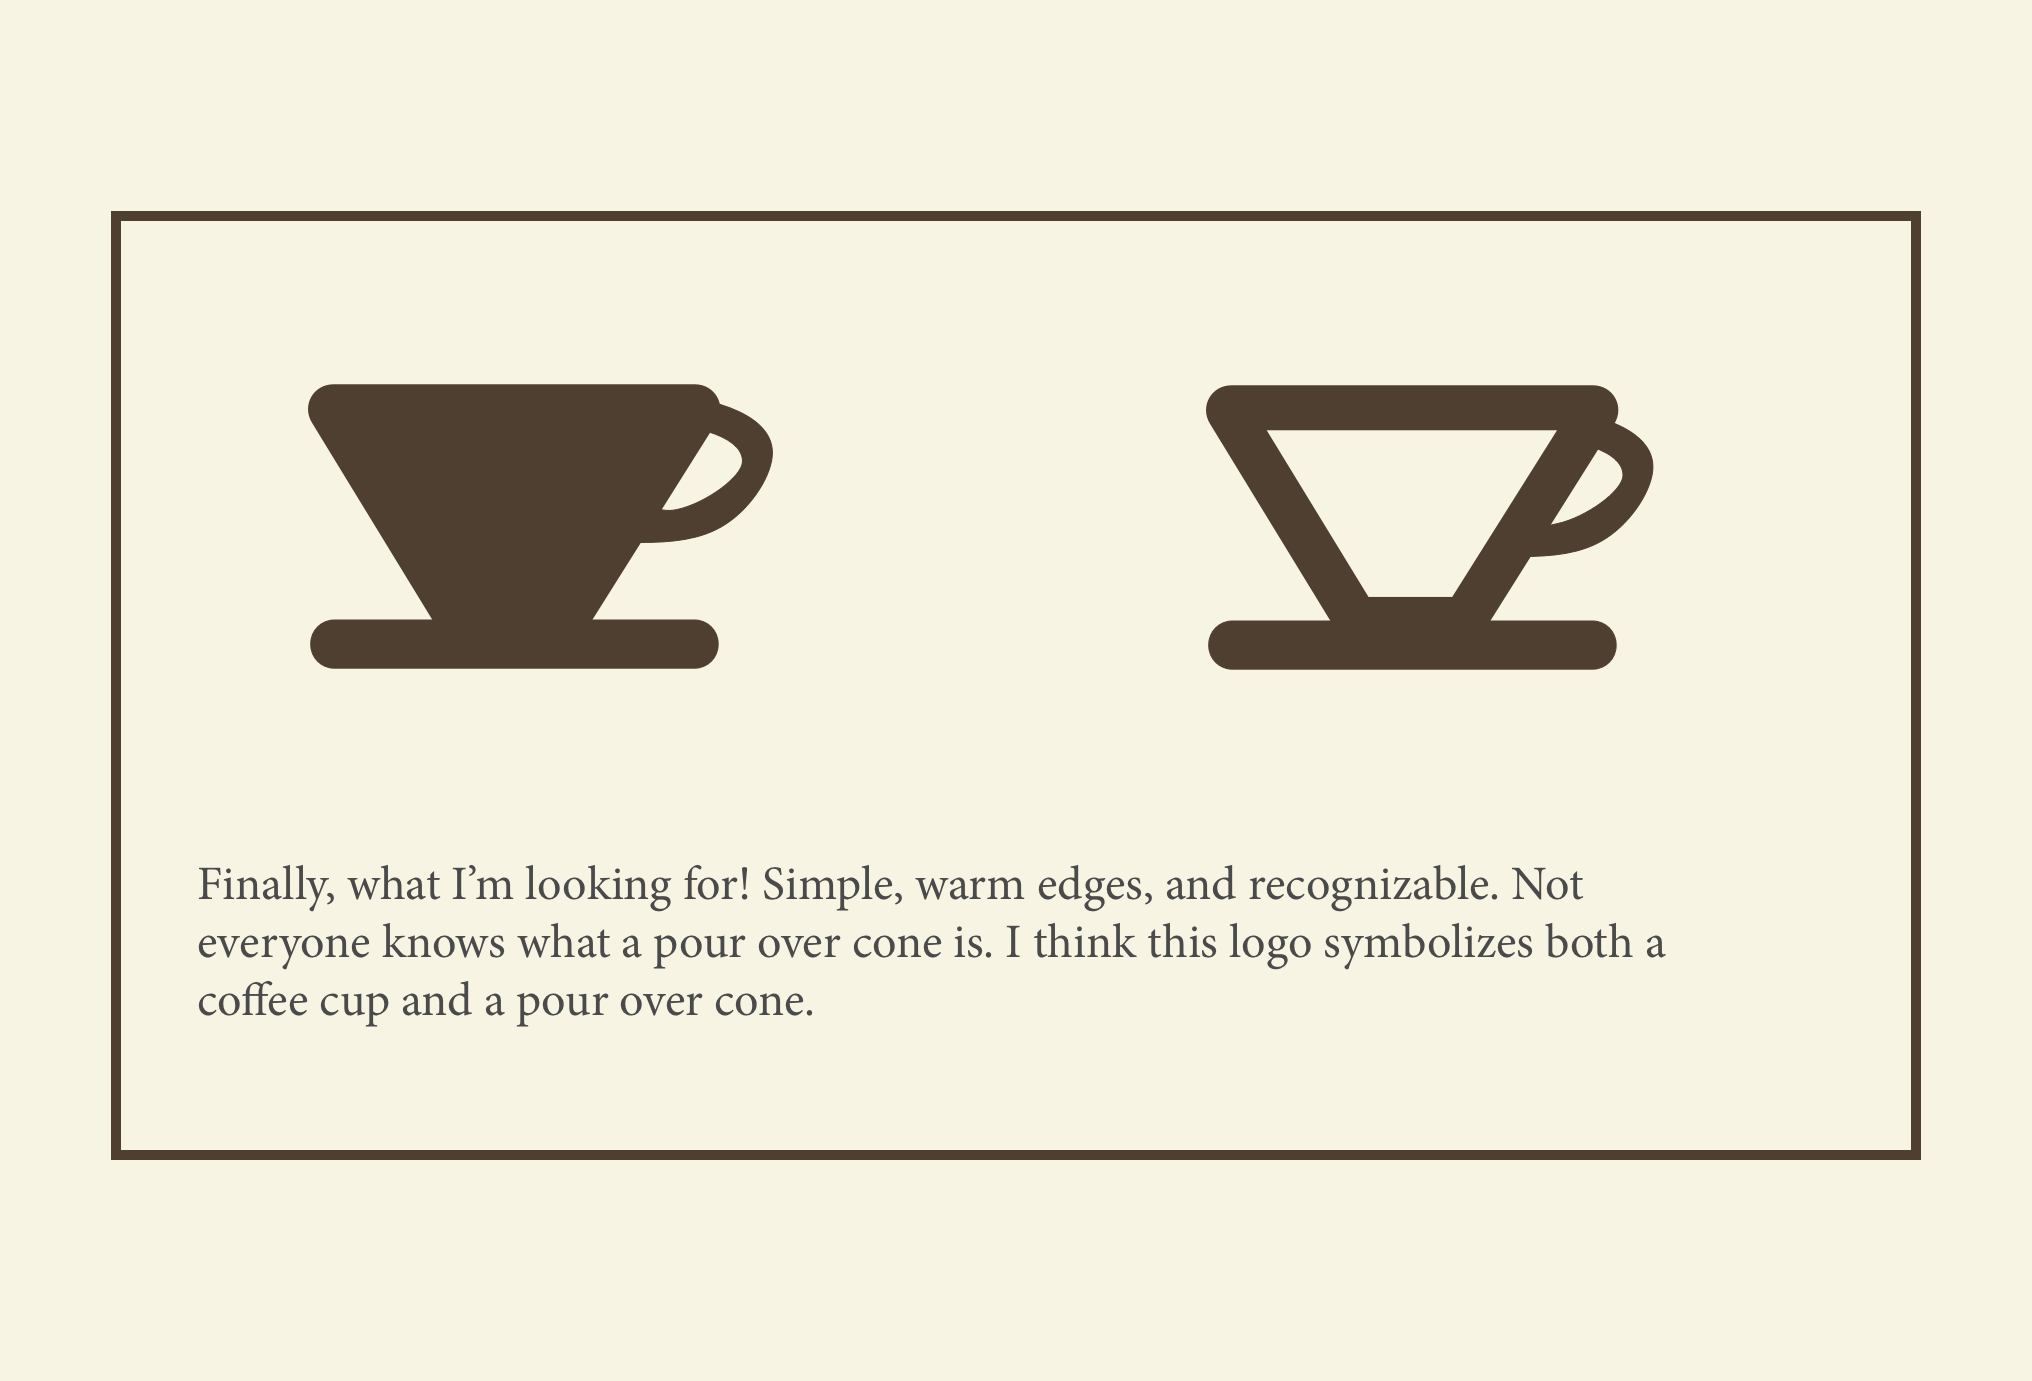 Finally, what I’m looking for! Simple, warm edges, and recognizable. Not
everyone knows what a pour over cone is. I think this logo symbolizes both a
coffee cup and a pour over cone.